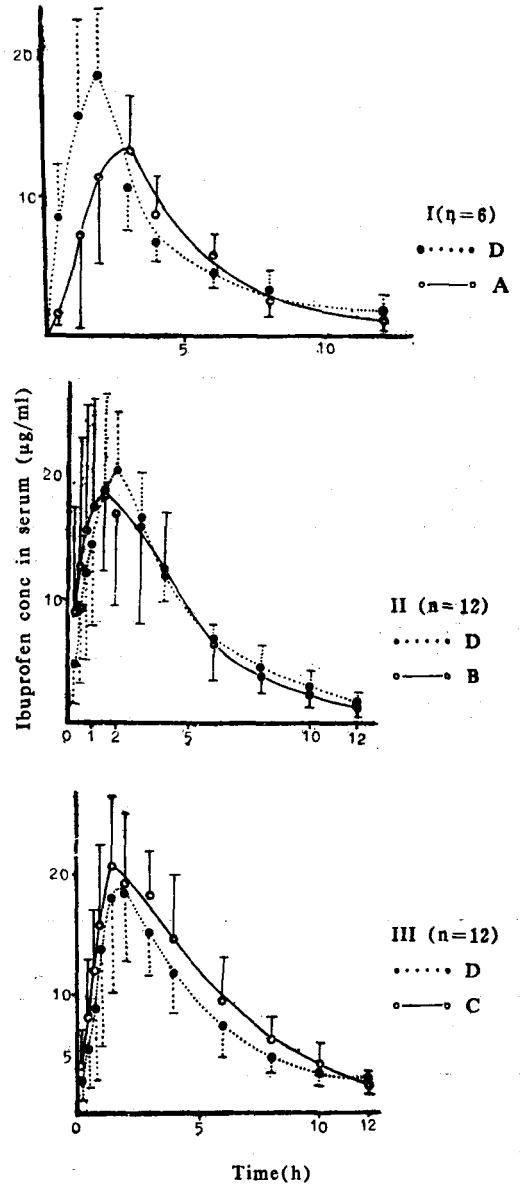 20
10
5
10
I(η=6)
D
A
Ibuprofen conc in serum (μg/ml)
20
10
0 1 2 5 10 12
II (n=12)
D
B
20
10
5
0 5 10 12
III (n=12)
D
C
Time(h)